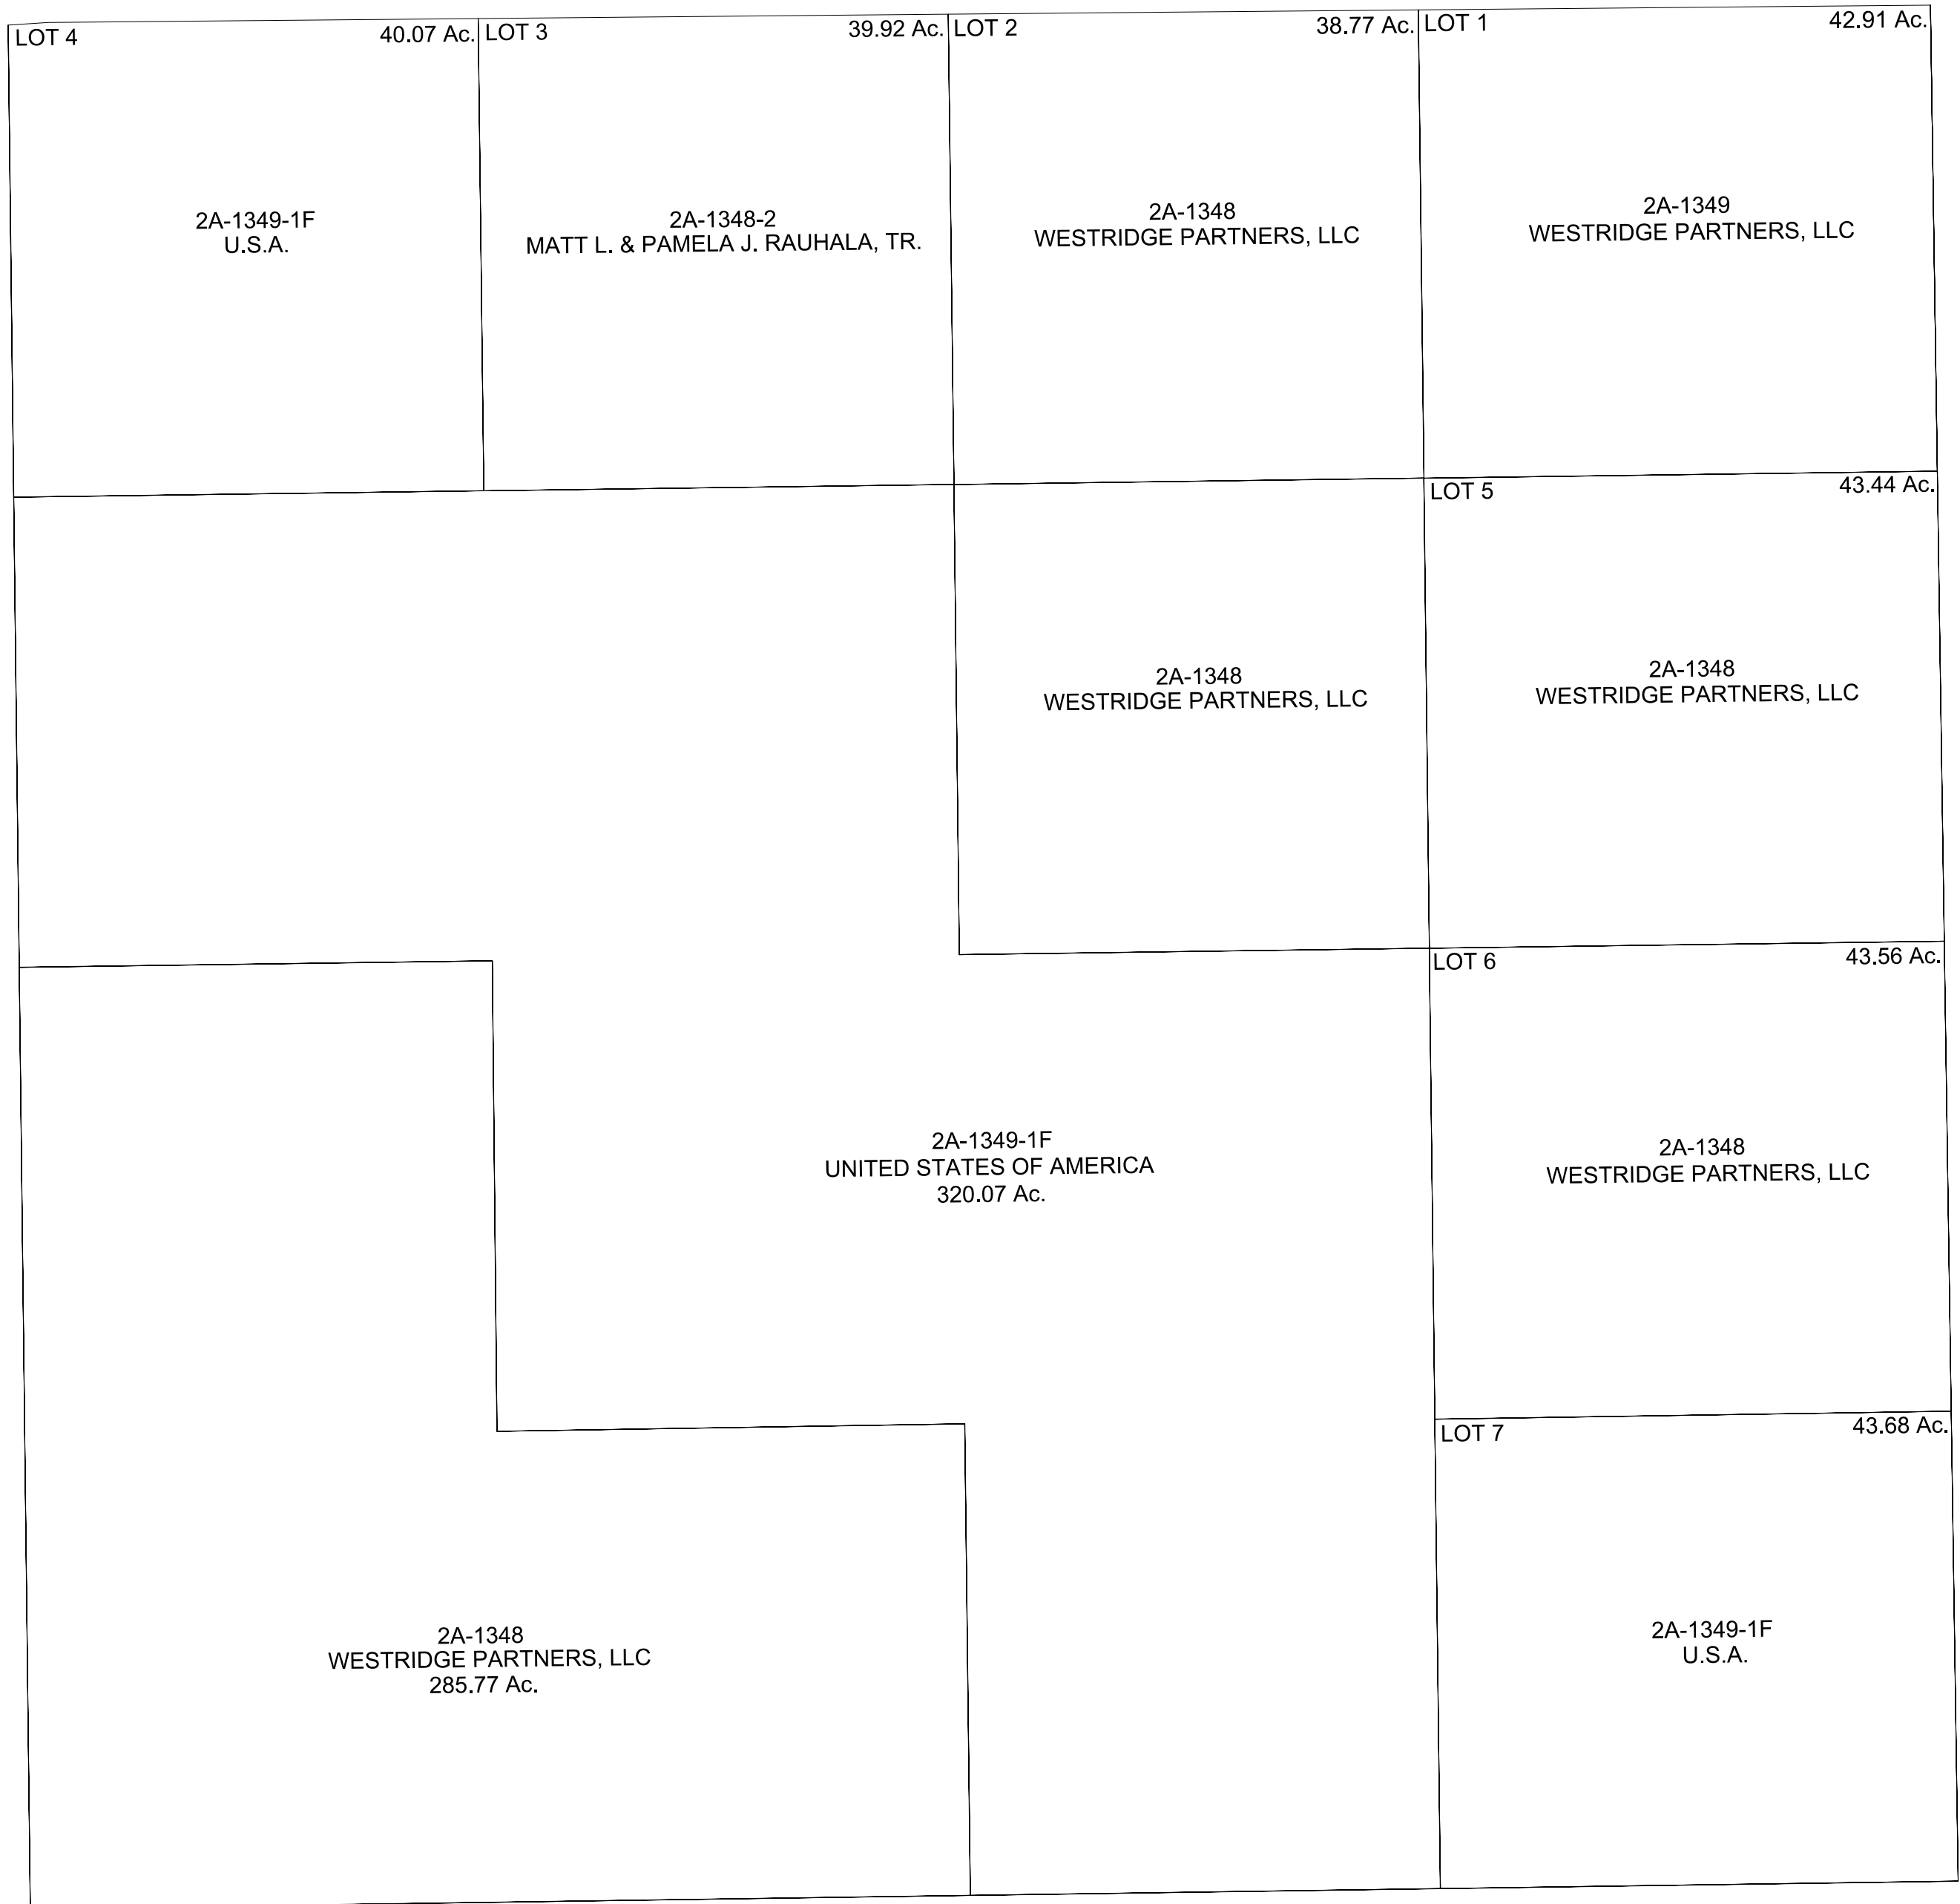 LOT 4 40.07 Ac. LOT 3 39.92 Ac. LOT 2 38.77 Ac. LOT 1 42.91 Ac.
2A-1349-1F
U.S.A.
2A-1348-2
MATT L. & PAMELA J. RAUHALA, TR.
2A-1348
WESTRIDGE PARTNERS, LLC
2A-1349
WESTRIDGE PARTNERS, LLC
LOT 5 43.44 Ac.
2A-1348
WESTRIDGE PARTNERS, LLC
2A-1348
WESTRIDGE PARTNERS, LLC
LOT 6 43.56 Ac.
2A-1349-1F
UNITED STATES OF AMERICA
320.07 Ac.
2A-1348
WESTRIDGE PARTNERS, LLC
LOT 7 43.68 Ac.
2A-1348
WESTRIDGE PARTNERS, LLC
285.77 Ac.
2A-1349-1F
U.S.A.